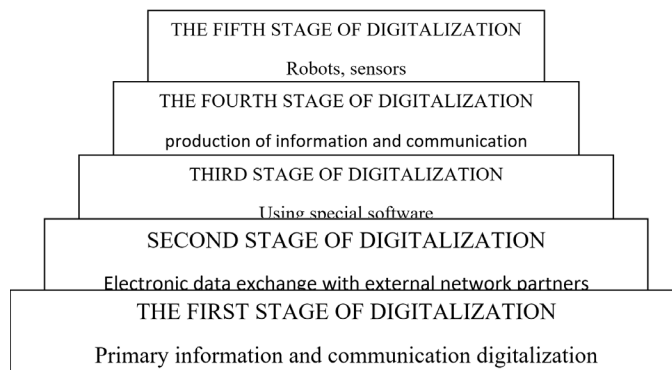 THE FIFTH STAGE OF DIGITALIZATION
Robots, sensors
THE FOURTH STAGE OF DIGITALIZATION
production of information and communication
THIRD STAGE OF DIGITALIZATION
Using special software
SECOND STAGE OF DIGITALIZATION
Electronic data exchange with external network partners
THE FIRST STAGE OF DIGITALIZATION
Primary information and communication digitalization